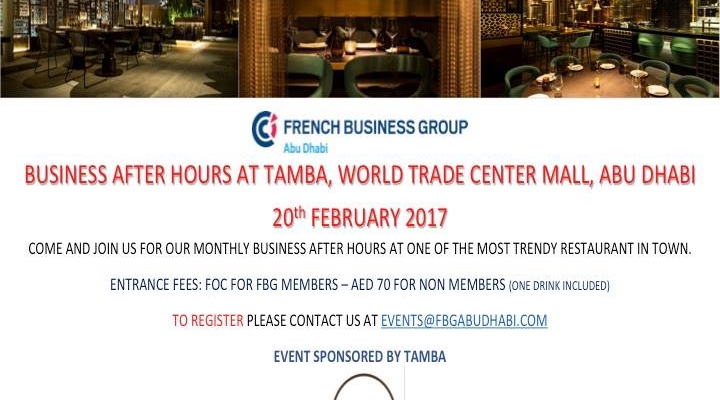 FRENCH BUSINESS GROUP
Abu Dhabi
BUSINESS AFTER HOURS AT TAMBA, WORLD TRADE CENTER MALL, ABU DHABI
20th FEBRUARY 2017
COME AND JOIN US FOR OUR MONTHLY BUSINESS AFTER HOURS AT ONE OF THE MOST TRENDY RESTAURANT IN TOWN.
ENTRANCE FEES: FOC FOR FBG MEMBERS – AED 70 FOR NON MEMBERS (ONE DRINK INCLUDED)
TO REGISTER PLEASE CONTACT US AT EVENTS@FBGABUDHABI.COM
EVENT SPONSORED BY TAMBA